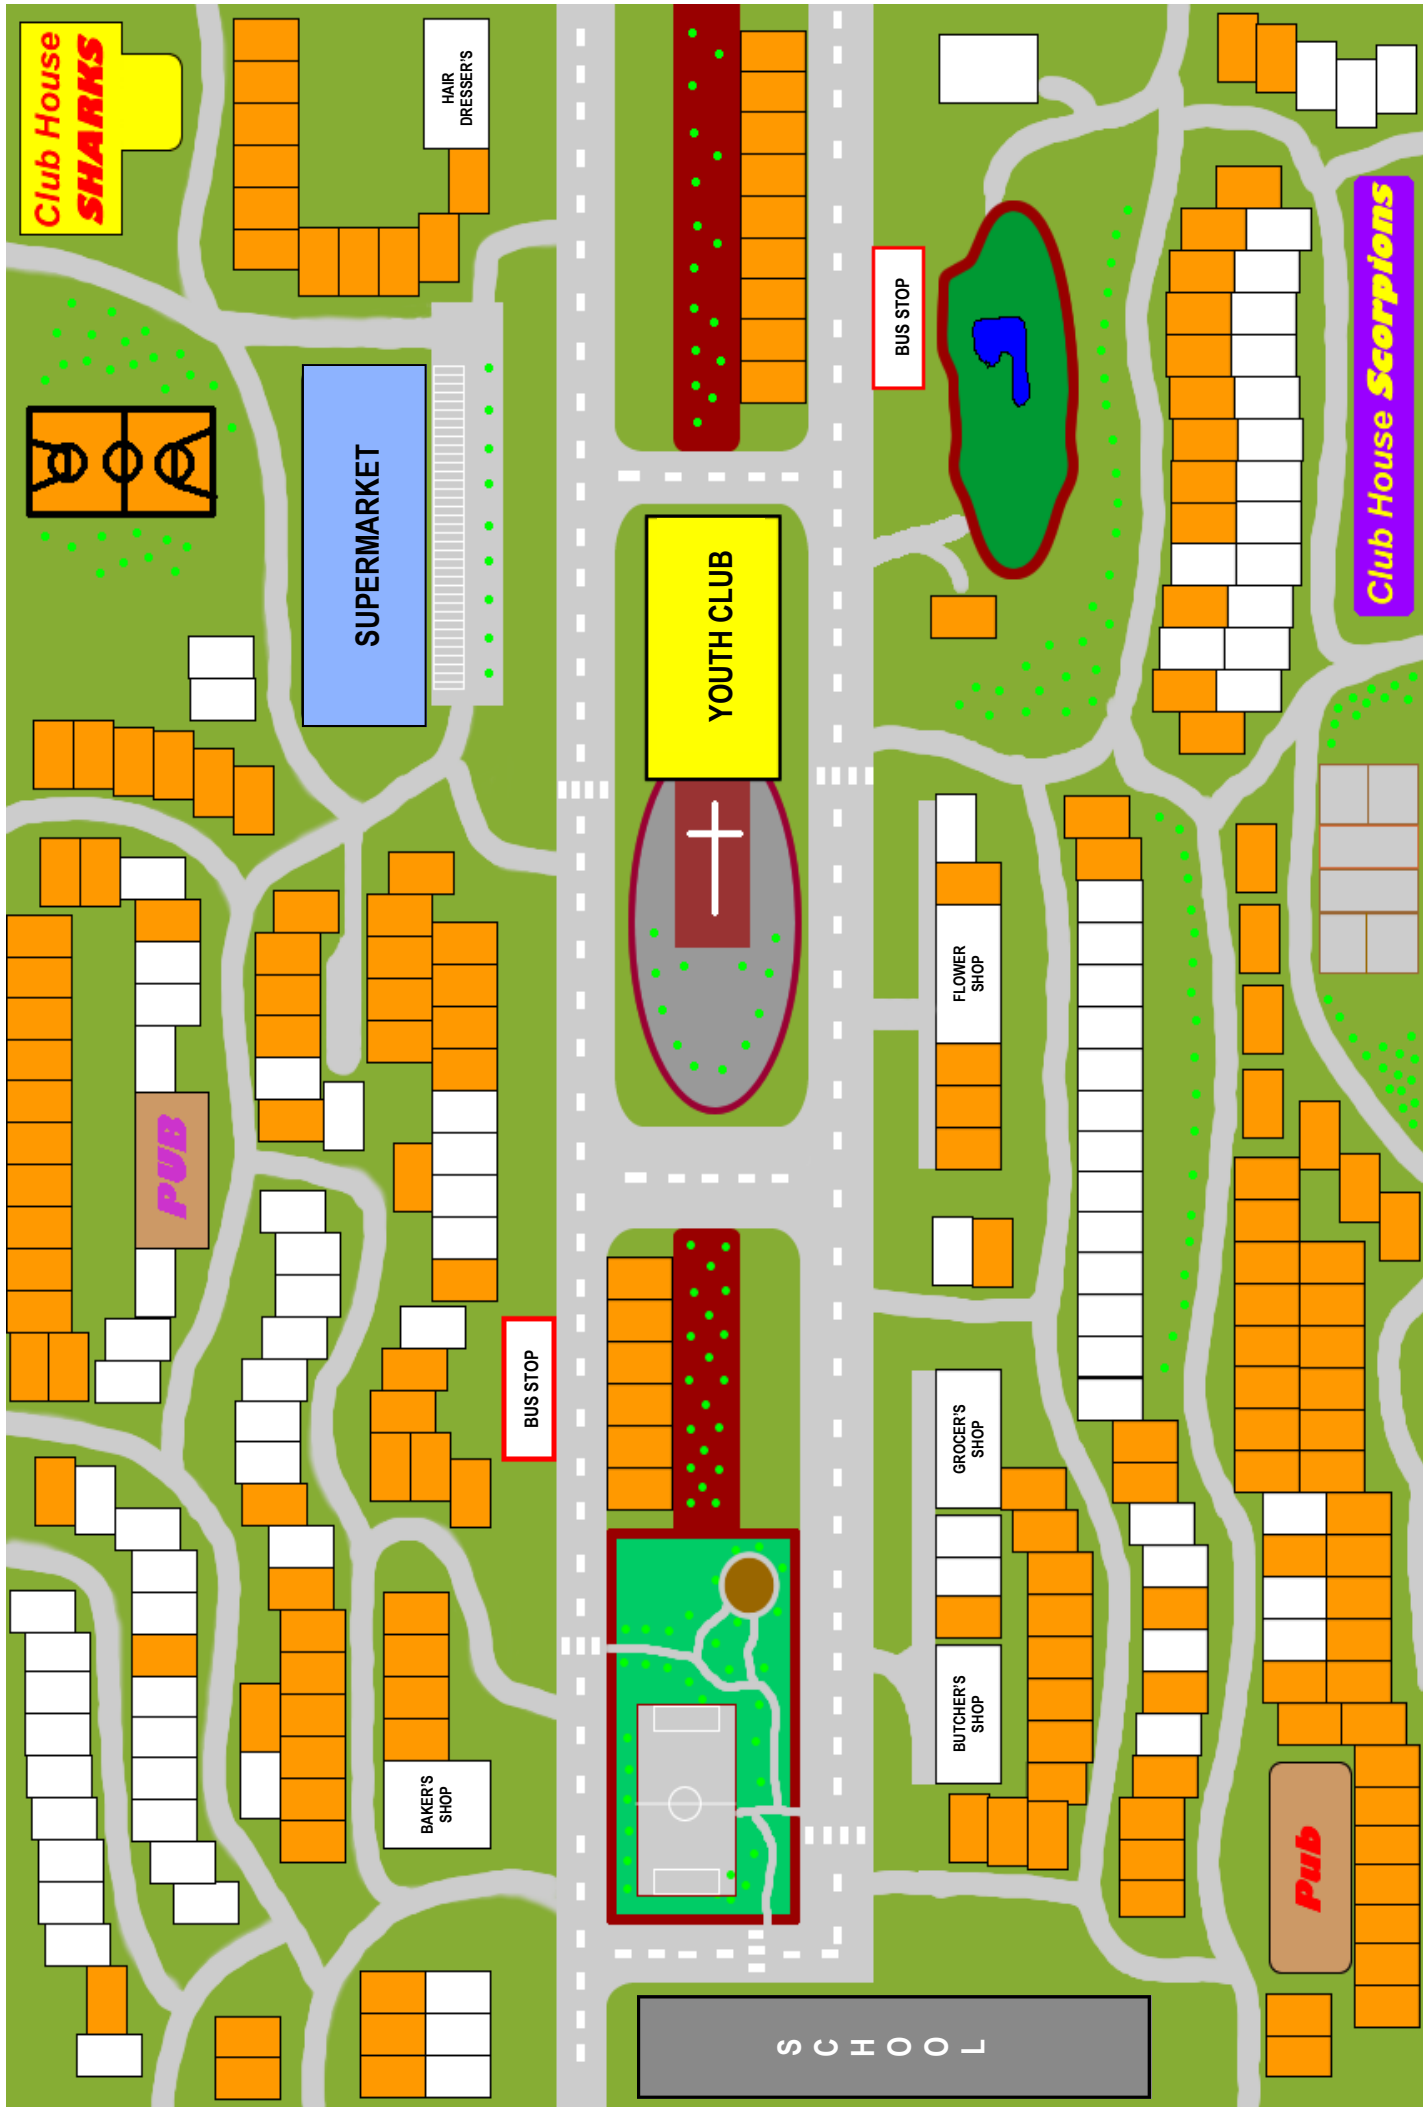 Club House
SHARKS
HAIR
DRESSER'S
BUS STOP
Club House Scorpions
SUPERMARKET
YOUTH CLUB
FLOWER
SHOP
PUB
BUS STOP
GROCER'S
SHOP
BUTCHER'S
SHOP
BAKER'S
SHOP
Pub
SCHOOL